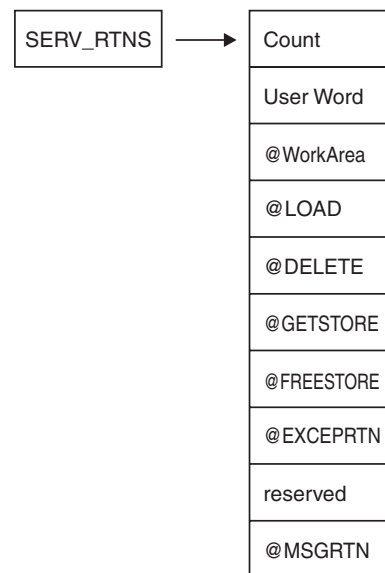 SERV_RTNS
Count
User Word
@WorkArea
@LOAD
@DELETE
@GETSTORE
@FREESTORE
@EXCEPRTN
reserved
@MSGRTN